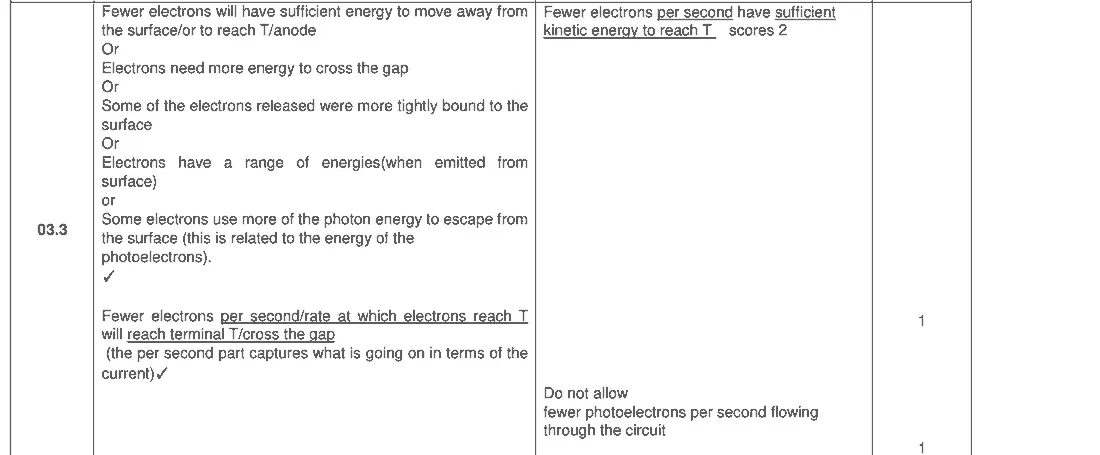 Fewer electrons will have sufficient energy to move away from
the surface/or to reach T/anode
Or
Electrons need more energy to cross the gap
Or
Some of the electrons released were more tightly bound to the
surface
Or
Electrons have a range of energies(when emitted from
surface)
or
Some electrons use more of the photon energy to escape from
the surface (this is related to the energy of the
photoelectrons).
✓
03.3
Fewer electrons per second/rate at which electrons reach T
will reach terminal T/cross the gap
(the per second part captures what is going on in terms of the
current)✓
Fewer electrons per second have sufficient
kinetic energy to reach T scores 2
Do not allow
fewer photoelectrons per second flowing
through the circuit
1
1